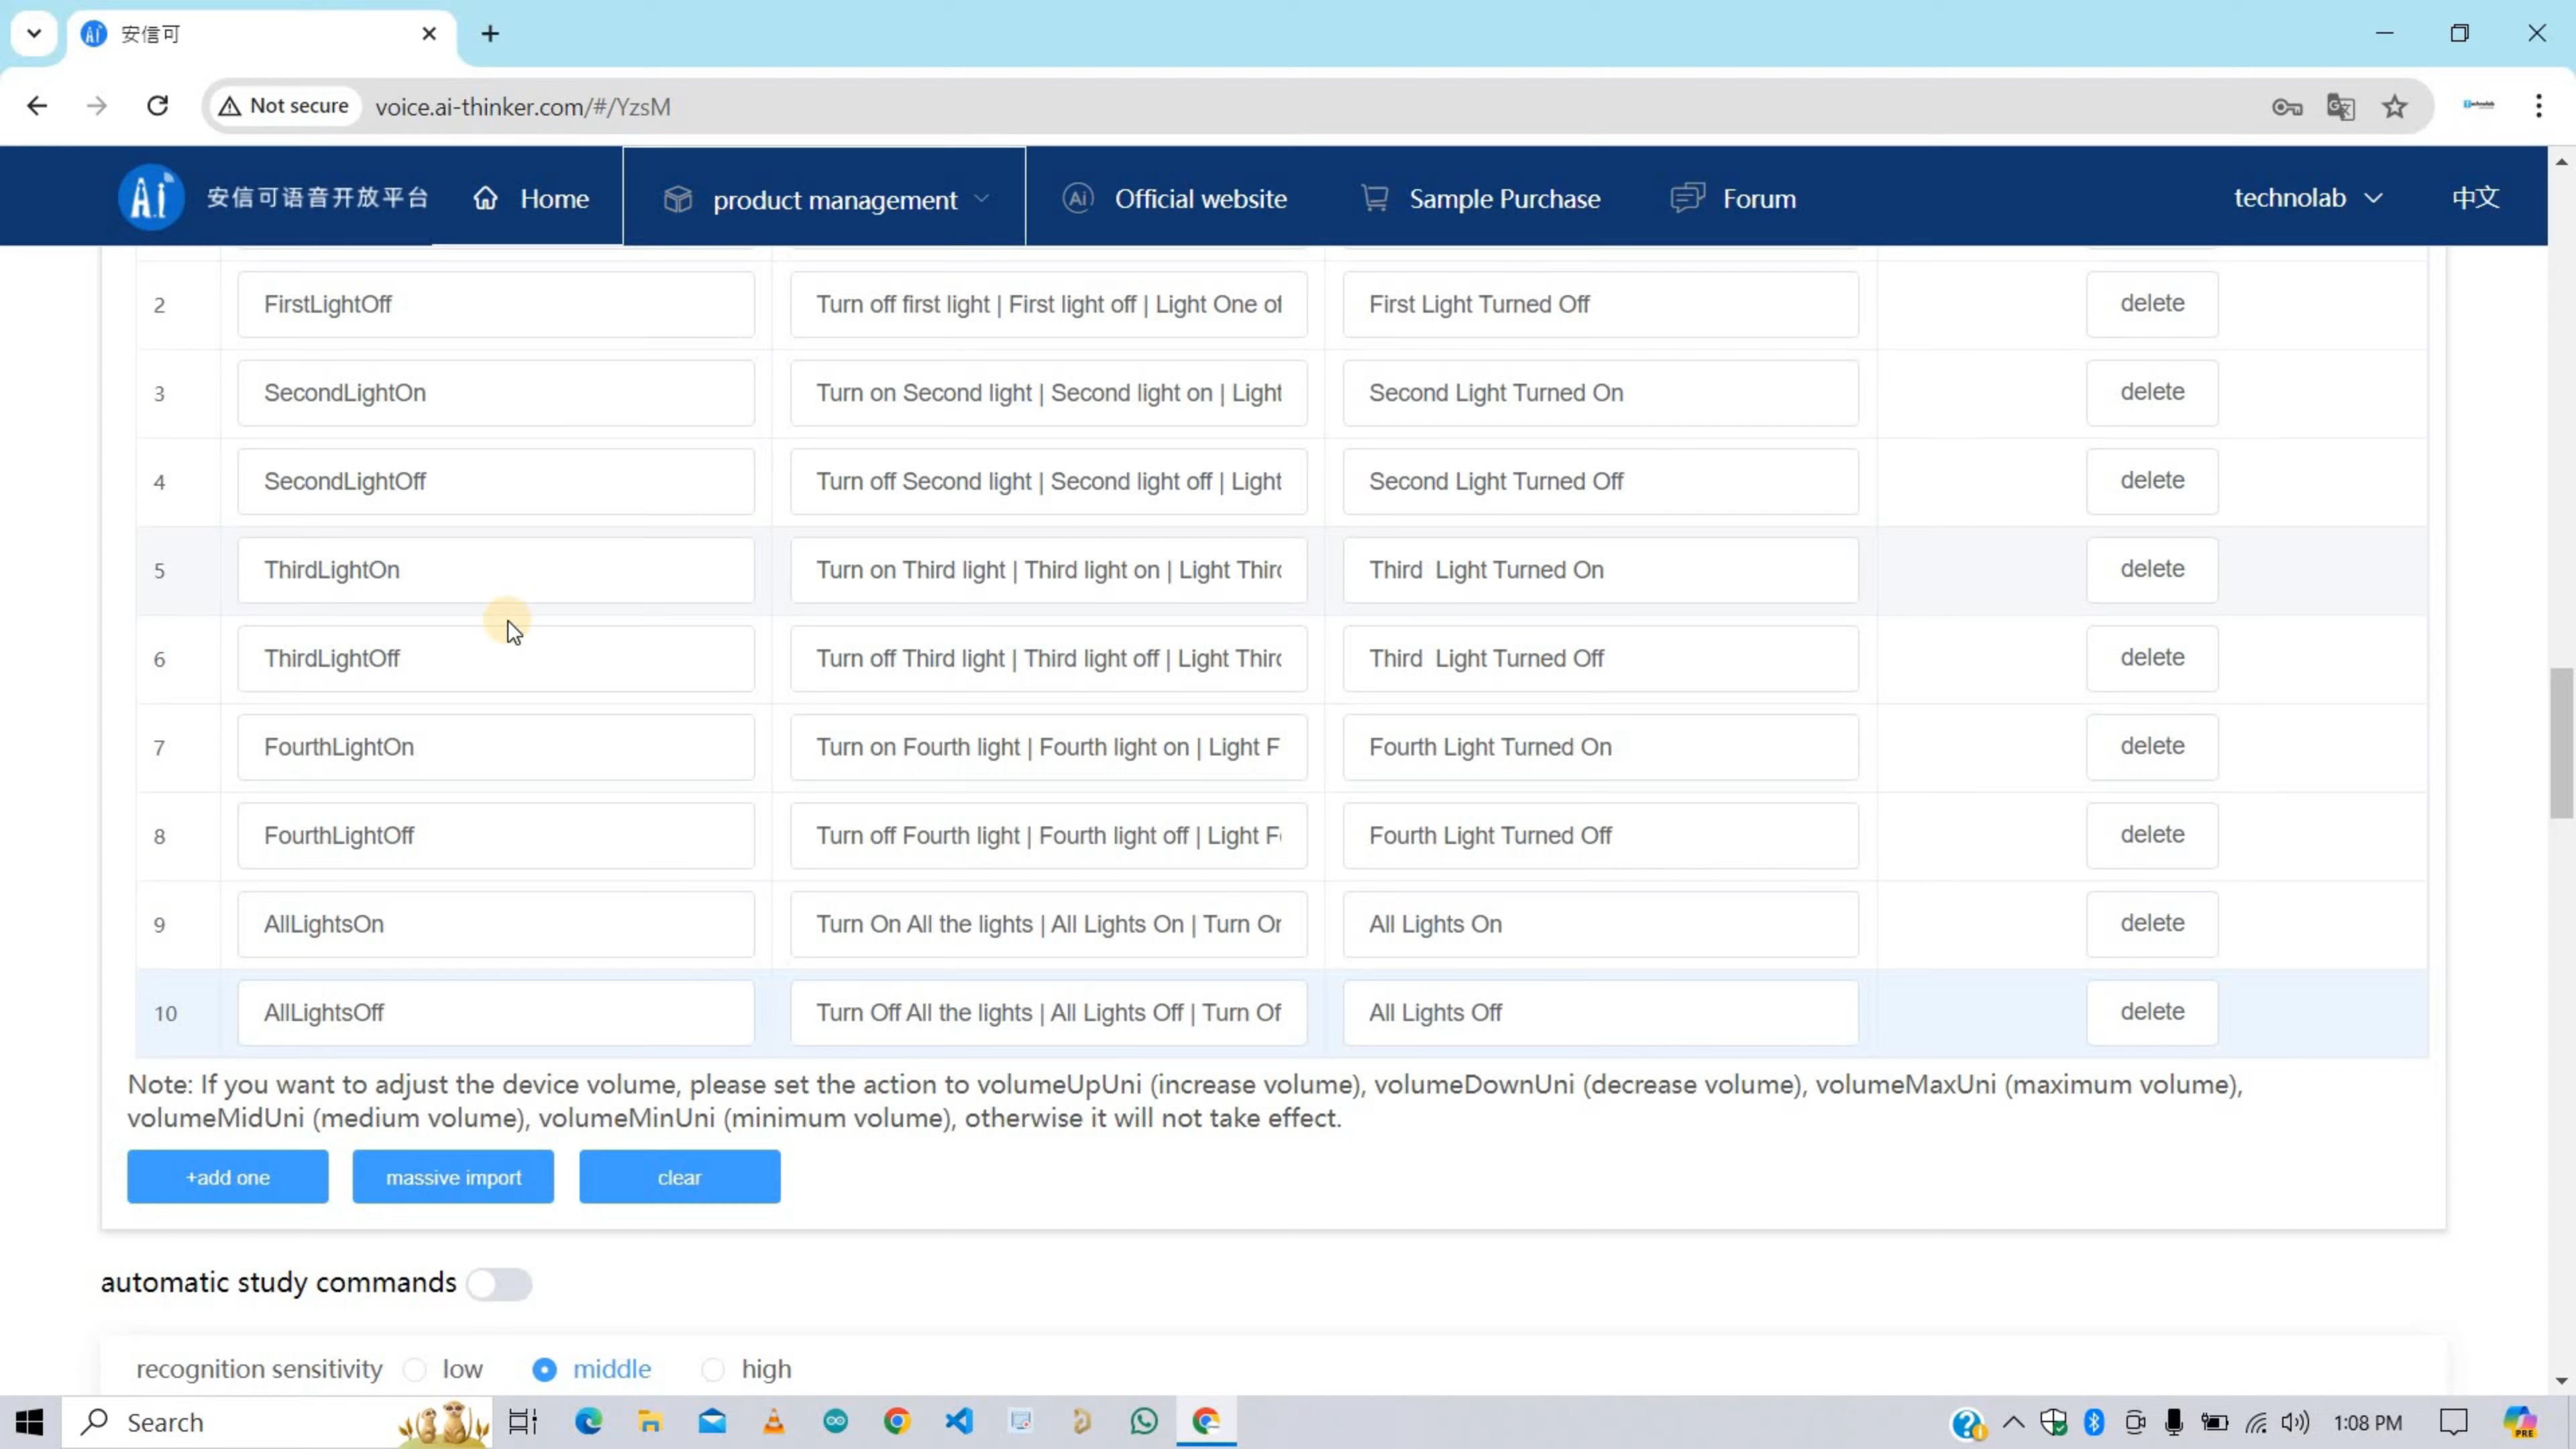 安信可
Not secure voice.ai-thinker.com/#/YzsM
安信可语音开放平台 Home product management Official website Sample Purchase Forum technolab 中文
2 FirstLightOff Turn off first light | First light off | Light One of First Light Turned Off delete
3 SecondLightOn Turn on Second light | Second light on | Light Second Light Turned On delete
4 SecondLightOff Turn off Second light | Second light off | Light Second Light Turned Off delete
5 ThirdLightOn Turn on Third light | Third light on | Light Third Third  Light Turned On delete
6 ThirdLightOff Turn off Third light | Third light off | Light Third Third  Light Turned Off delete
7 FourthLightOn Turn on Fourth light | Fourth light on | Light F Fourth Light Turned On delete
8 FourthLightOff Turn off Fourth light | Fourth light off | Light Fo Fourth Light Turned Off delete
9 AllLightsOn Turn On All the lights | All Lights On | Turn On All Lights On delete
10 AllLightsOff Turn Off All the lights | All Lights Off | Turn Of All Lights Off delete
Note: If you want to adjust the device volume, please set the action to volumeUpUni (increase volume), volumeDownUni (decrease volume), volumeMaxUni (maximum volume),
volumeMidUni (medium volume), volumeMinUni (minimum volume), otherwise it will not take effect.
+add one massive import clear
automatic study commands
recognition sensitivity low middle high
Search 1:08 PM